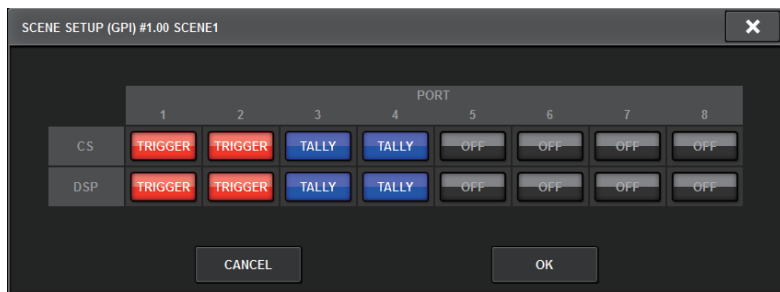 SCENE SETUP (GPI) #1.00 SCENE1
PORT
1 2 3 4 5 6 7 8
CS TRIGGER TRIGGER TALLY TALLY OFF OFF OFF OFF
DSP TRIGGER TRIGGER TALLY TALLY OFF OFF OFF OFF
CANCEL OK